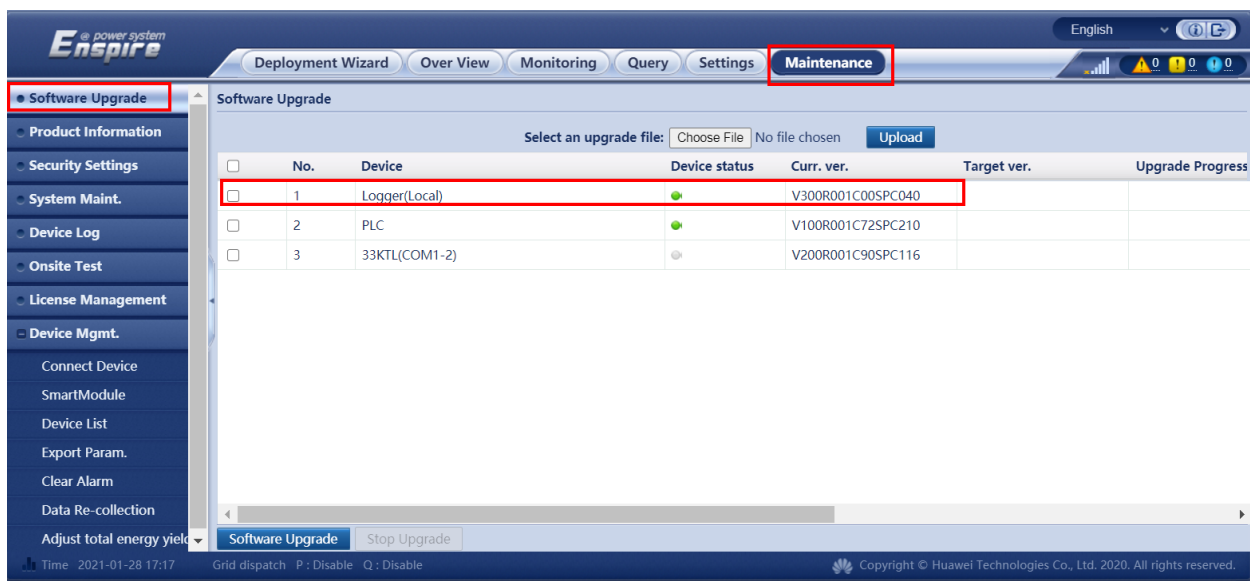 Enspire @ power system
English
Deployment Wizard Over View Monitoring Query Settings Maintenance
0 0 0
Software Upgrade
Product Information
Security Settings
System Maint.
Device Log
Onsite Test
License Management
Device Mgmt.
Connect Device
SmartModule
Device List
Export Param.
Clear Alarm
Data Re-collection
Adjust total energy yield
Software Upgrade
Select an upgrade file: Choose File No file chosen Upload
No. Device Device status Curr. ver. Target ver. Upgrade Progress
1 Logger(Local) V300R001C00SPC040
2 PLC V100R001C72SPC210
3 33KTL(COM1-2) V200R001C90SPC116
Software Upgrade Stop Upgrade
Time 2021-01-28 17:17 Grid dispatch P : Disable Q : Disable Copyright © Huawei Technologies Co., Ltd. 2020. All rights reserved.